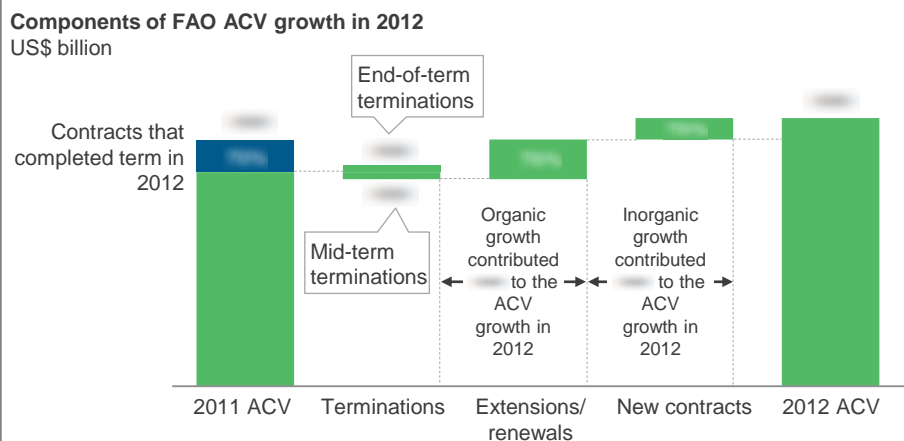 Components of FAO ACV growth in 2012
US$ billion
End-of-term
terminations
Contracts that
completed term in
2012
Mid-term
terminations
Organic
growth
contributed
to the
ACV
growth in
2012
Inorganic
growth
contributed
to the
ACV
growth in
2012
2011 ACV
Terminations
Extensions/
renewals
New contracts
2012 ACV